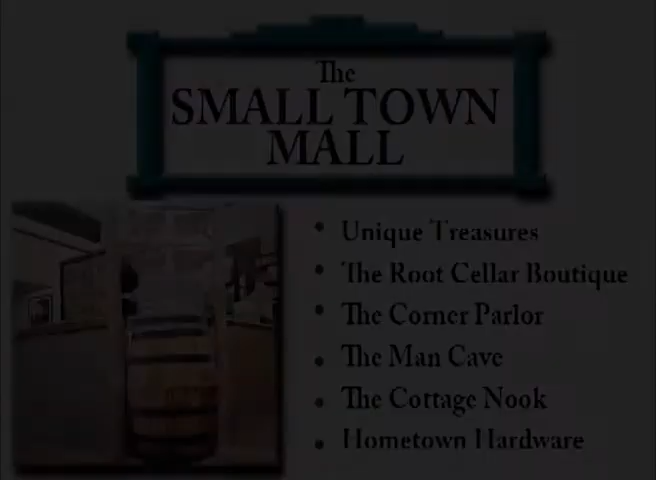 The
SMALL TOWN
MALL
• Unique Treasures
• The Root Cellar Boutique
• The Corner Parlor
• The Man Cave
• The Cottage Nook
• Hometown Hardware